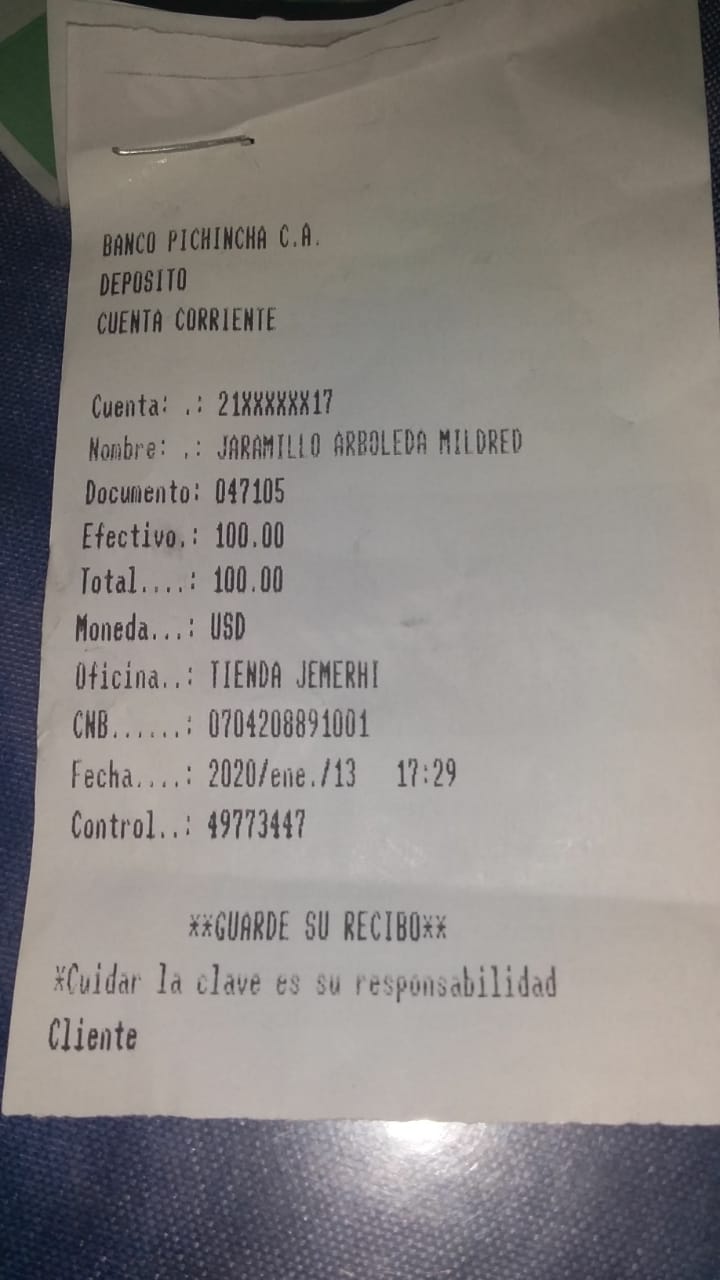 BANCO PICHINCHA C.A.
DEPOSITO
CUENTA CORRIENTE
Cuenta: .: 21XXXXXX17
Nombre: .: JARAMILLO ARBOLEDA MILDRED
Documento: 047105
Efectivo.: 100.00
Total....: 100.00
Moneda...: USD
Oficina..: TIENDA JEMERHI
CNB......: 0704208891001
Fecha....: 2020/ene./13 17:29
Control..: 49773447
**GUARDE SU RECIBO**
*Cuidar la clave es su responsabilidad
Cliente